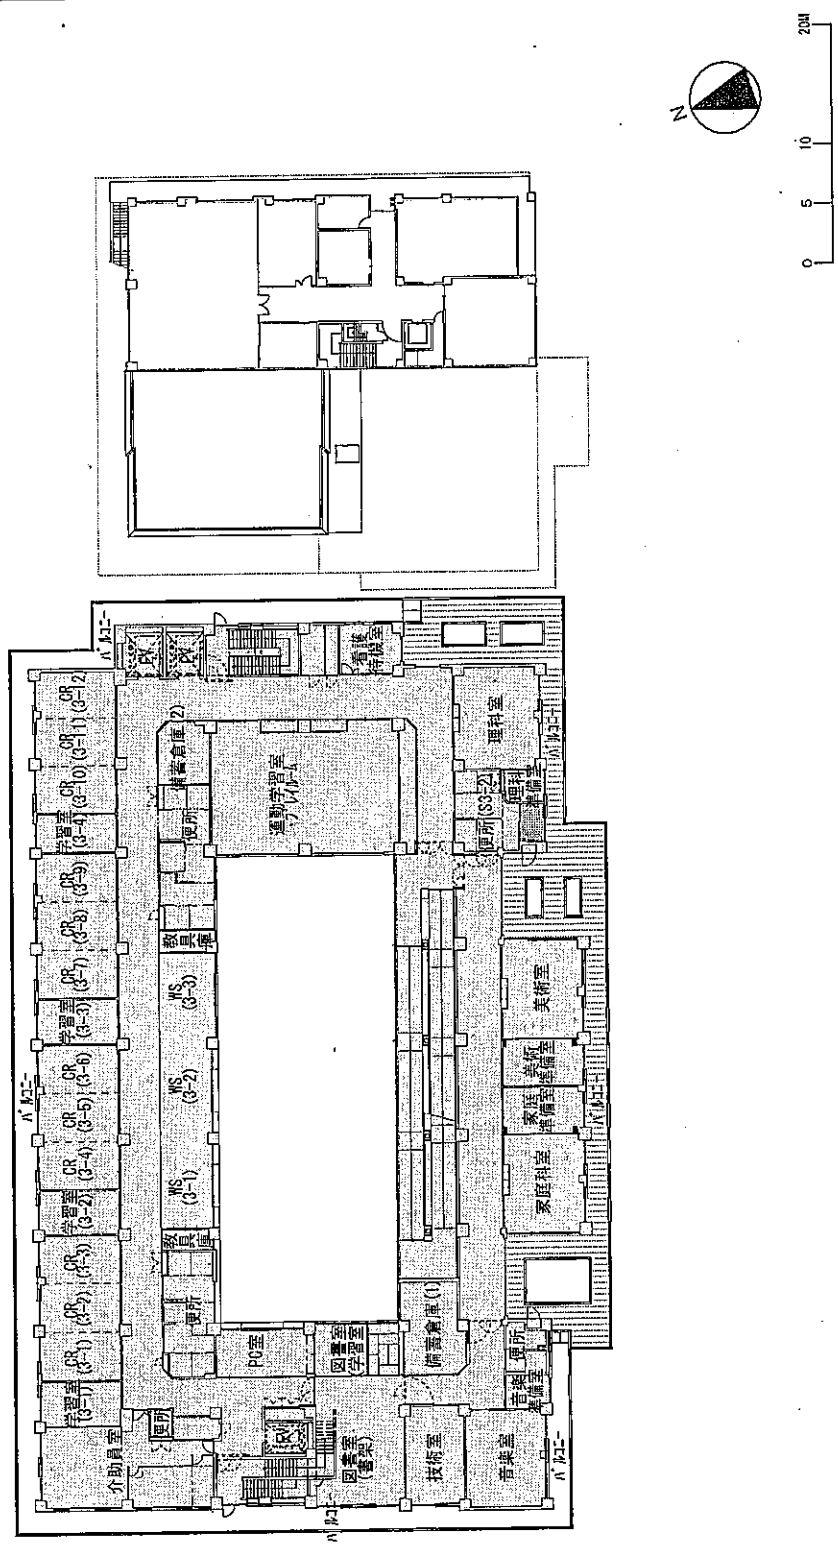 N
0
5
10
20M
バルコニー
CR
(3-12)
CR
(3-11)
CR
(3-10)
学習室
(3-4)
CR
(3-9)
CR
(3-8)
CR
(3-7)
学習室
(3-3)
CR
(3-6)
CR
(3-5)
CR
(3-4)
学習室
(3-2)
CR
(3-3)
CR
(3-2)
CR
(3-1)
学習室
(3-1)
介助員室
便所
バルコニー
EV
EV
看護
待機室
備蓄倉庫(2)
便所
教具
庫
WS
(3-3)
WS
(3-2)
WS
(3-1)
教具
庫
便所
運動学習室
プレイルーム
PC室
図書室
学習室
備蓄倉庫(1)
EV
図書室
(書架)
バルコニー
技術室
音楽室
音楽
準備室
便所
バルコニー
理科室
バルコニー
便所(S3-2)
理科
準備室
美術室
美術
準備室
家庭
準備室
家庭科室
バルコニー